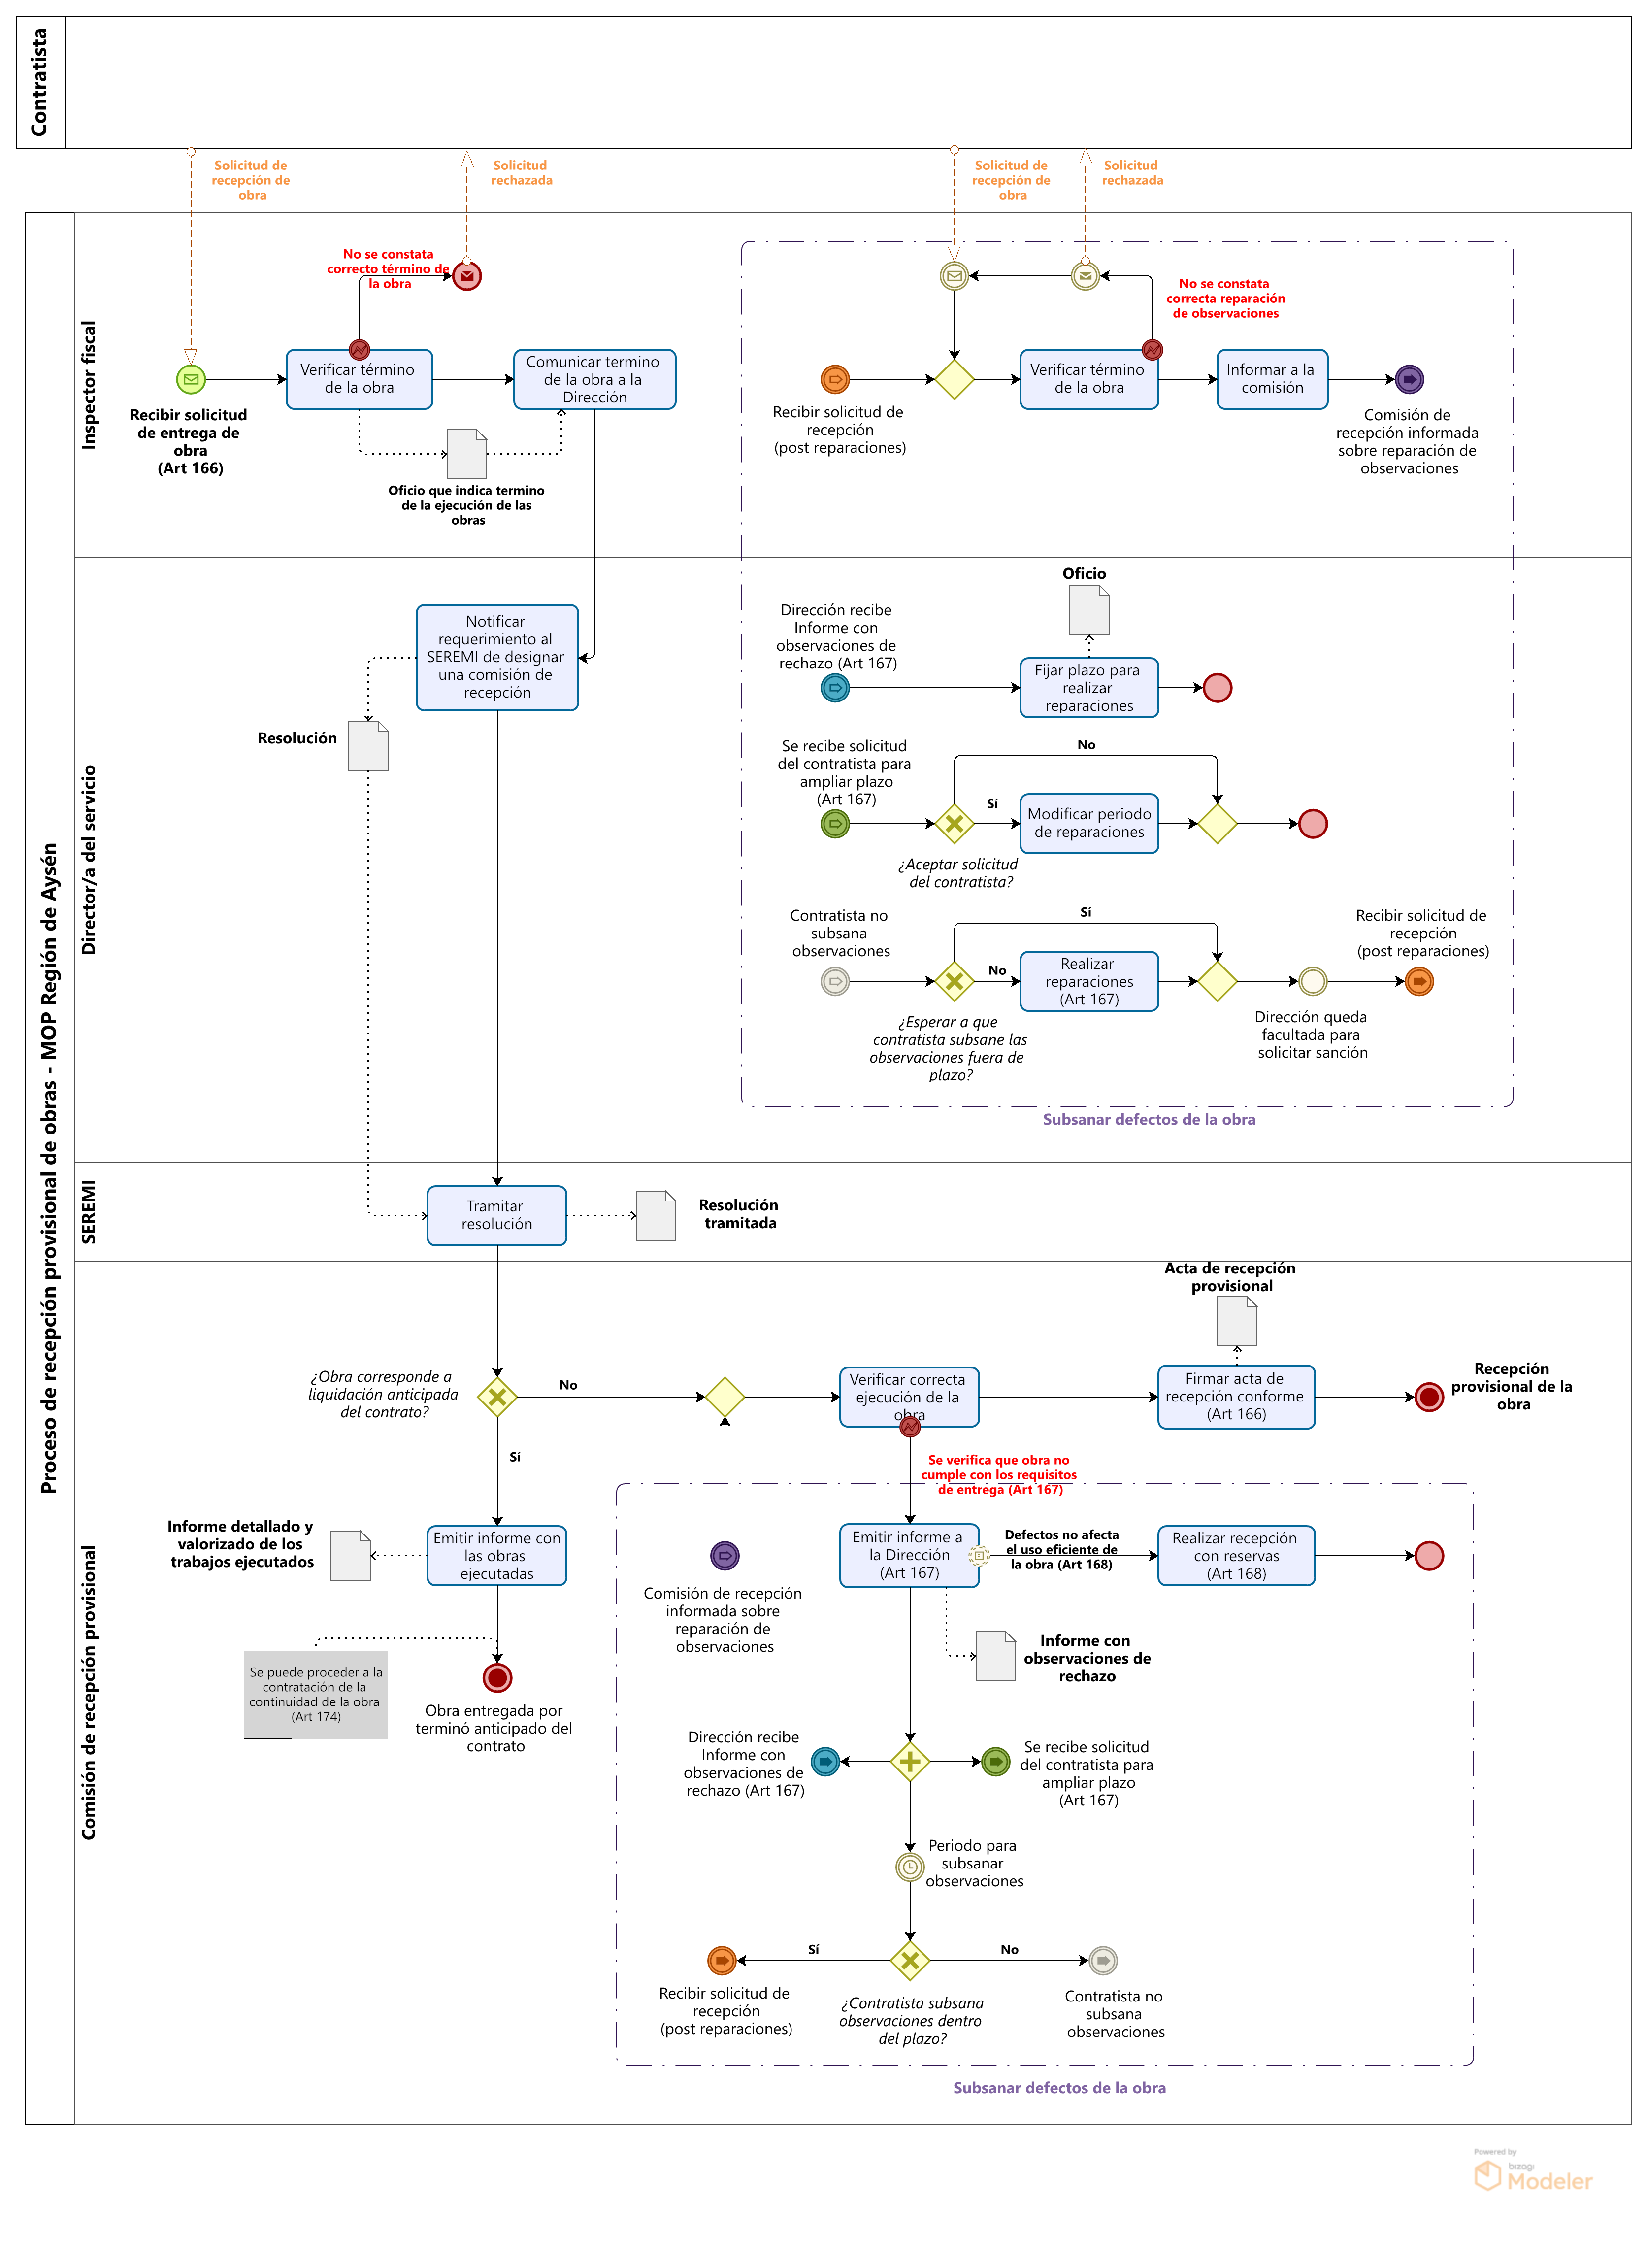 Contratista
Solicitud de
recepción de
obra
Solicitud
rechazada
Solicitud de
recepción de
obra
Solicitud
rechazada
Proceso de recepción provisional de obras - MOP Región de Aysén
Inspector fiscal
No se constata
correcto término de
la obra
No se constata
correcta reparación
de observaciones
Verificar término
de la obra
Comunicar termino
de la obra a la
Dirección
Verificar término
de la obra
Informar a la
comisión
Recibir solicitud
de entrega de
obra
(Art 166)
Recibir solicitud de
recepción
(post reparaciones)
Comisión de
recepción informada
sobre reparación de
observaciones
Oficio que indica termino
de la ejecución de las
obras
Director/a del servicio
Oficio
Notificar
requerimiento al
SEREMI de designar
una comisión de
recepción
Dirección recibe
Informe con
observaciones de
rechazo (Art 167)
Fijar plazo para
realizar
reparaciones
Resolución
Se recibe solicitud
del contratista para
ampliar plazo
(Art 167)
No
Sí
Modificar periodo
de reparaciones
¿Aceptar solicitud
del contratista?
Contratista no
subsana
observaciones
Sí
No
Realizar
reparaciones
(Art 167)
Recibir solicitud de
recepción
(post reparaciones)
¿Esperar a que
contratista subsane las
observaciones fuera de
plazo?
Dirección queda
facultada para
solicitar sanción
Subsanar defectos de la obra
SEREMI
Tramitar
resolución
Resolución
tramitada
Comisión de recepción provisional
Acta de recepción
provisional
¿Obra corresponde a
liquidación anticipada
del contrato?
No
Verificar correcta
ejecución de la
obra
Firmar acta de
recepción conforme
(Art 166)
Recepción
provisional de la
obra
Sí
Se verifica que obra no
cumple con los requisitos
de entrega (Art 167)
Informe detallado y
valorizado de los
trabajos ejecutados
Emitir informe con
las obras
ejecutadas
Emitir informe a
la Dirección
(Art 167)
Defectos no afecta
el uso eficiente de
la obra (Art 168)
Realizar recepción
con reservas
(Art 168)
Comisión de recepción
informada sobre
reparación de
observaciones
Informe con
observaciones de
rechazo
Se puede proceder a la
contratación de la
continuidad de la obra
(Art 174)
Obra entregada por
terminó anticipado del
contrato
Dirección recibe
Informe con
observaciones de
rechazo (Art 167)
Se recibe solicitud
del contratista para
ampliar plazo
(Art 167)
Periodo para
subsanar
observaciones
Sí
No
Recibir solicitud de
recepción
(post reparaciones)
¿Contratista subsana
observaciones dentro
del plazo?
Contratista no
subsana
observaciones
Subsanar defectos de la obra
Powered by
bizagi
Modeler